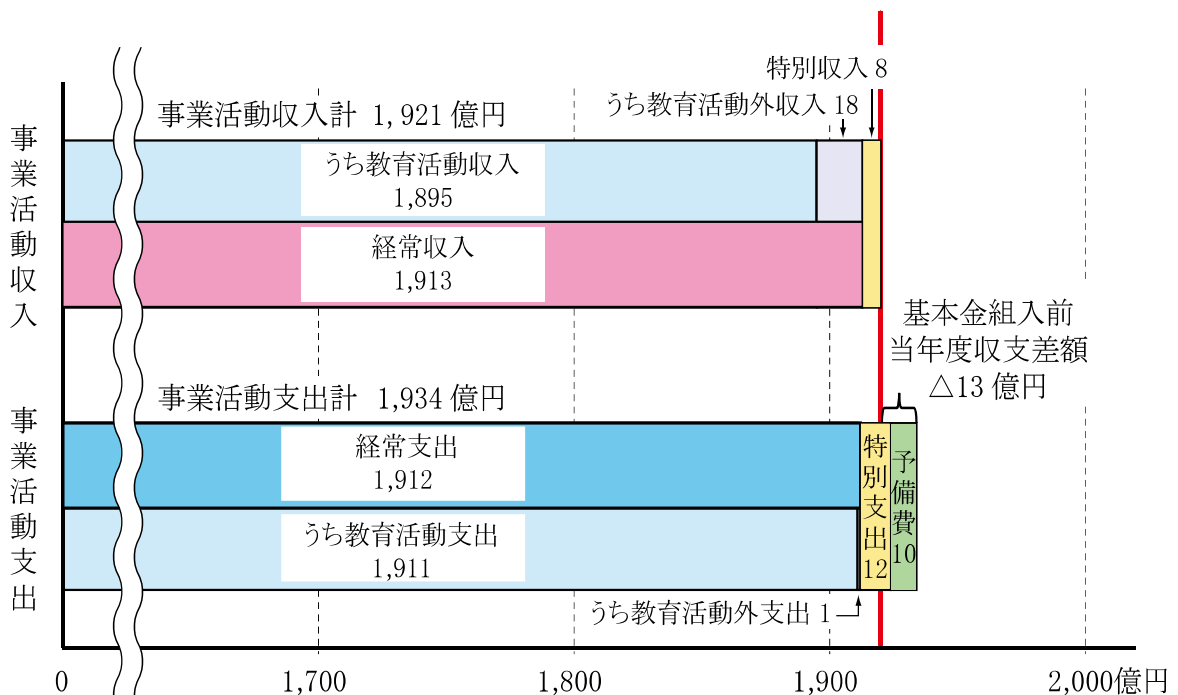 特別収入 8
うち教育活動外収入 18
事業活動収入計 1,921 億円
事業活動収入
うち教育活動収入
1,895
経常収入
1,913
基本金組入前
当年度収支差額
△13 億円
事業活動支出計 1,934 億円
事業活動支出
経常支出
1,912
うち教育活動支出
1,911
特別支出12
予備費10
うち教育活動外支出 1
0 1,700 1,800 1,900 2,000億円